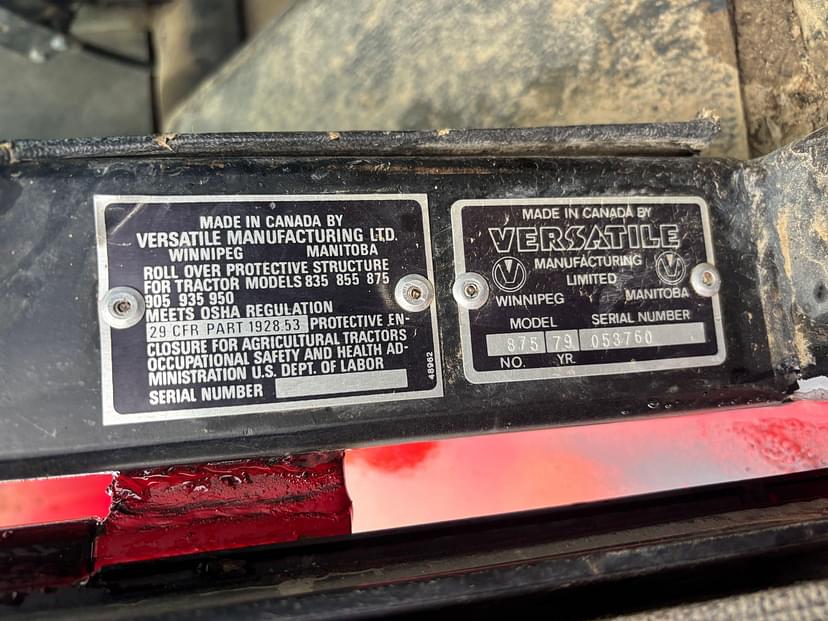 MADE IN CANADA BY
VERSATILE MANUFACTURING LTD.
WINNIPEG MANITOBA
ROLL OVER PROTECTIVE STRUCTURE
FOR TRACTOR MODELS 835 855 875
905 935 950
MEETS OSHA REGULATION
29 CFR PART 1928.53 PROTECTIVE EN-
CLOSURE FOR AGRICULTURAL TRACTORS
OCCUPATIONAL SAFETY AND HEALTH AD-
MINISTRATION U.S. DEPT. OF LABOR
SERIAL NUMBER
48962
MADE IN CANADA BY
VERSATILE
MANUFACTURING
LIMITED
WINNIPEG MANITOBA
MODEL SERIAL NUMBER
875 79 053760
NO. YR.